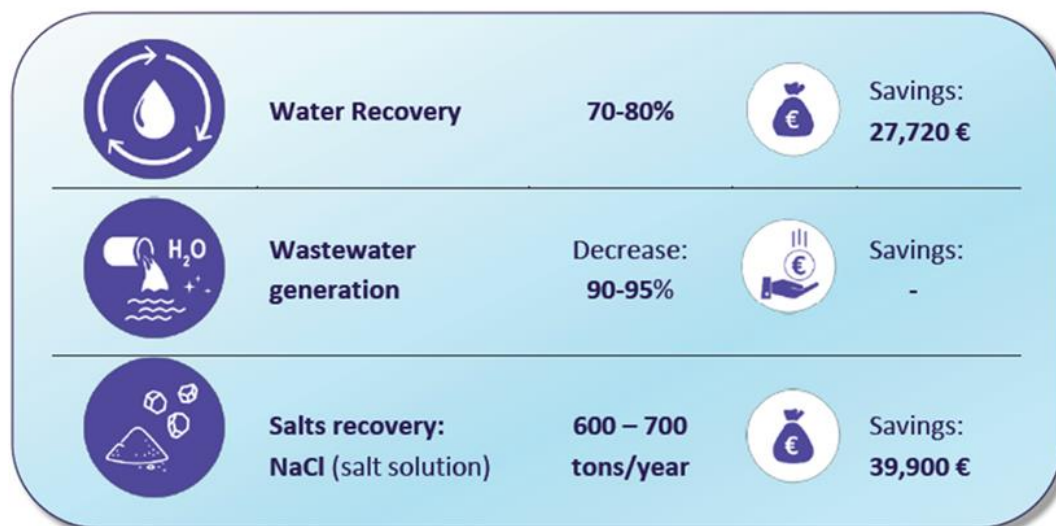 Water Recovery
70-80%
€
Savings:
27,720 €
H₂O
Wastewater
generation
Decrease:
90-95%
€
Savings:
-
Salts recovery:
NaCl (salt solution)
600 – 700
tons/year
€
Savings:
39,900 €